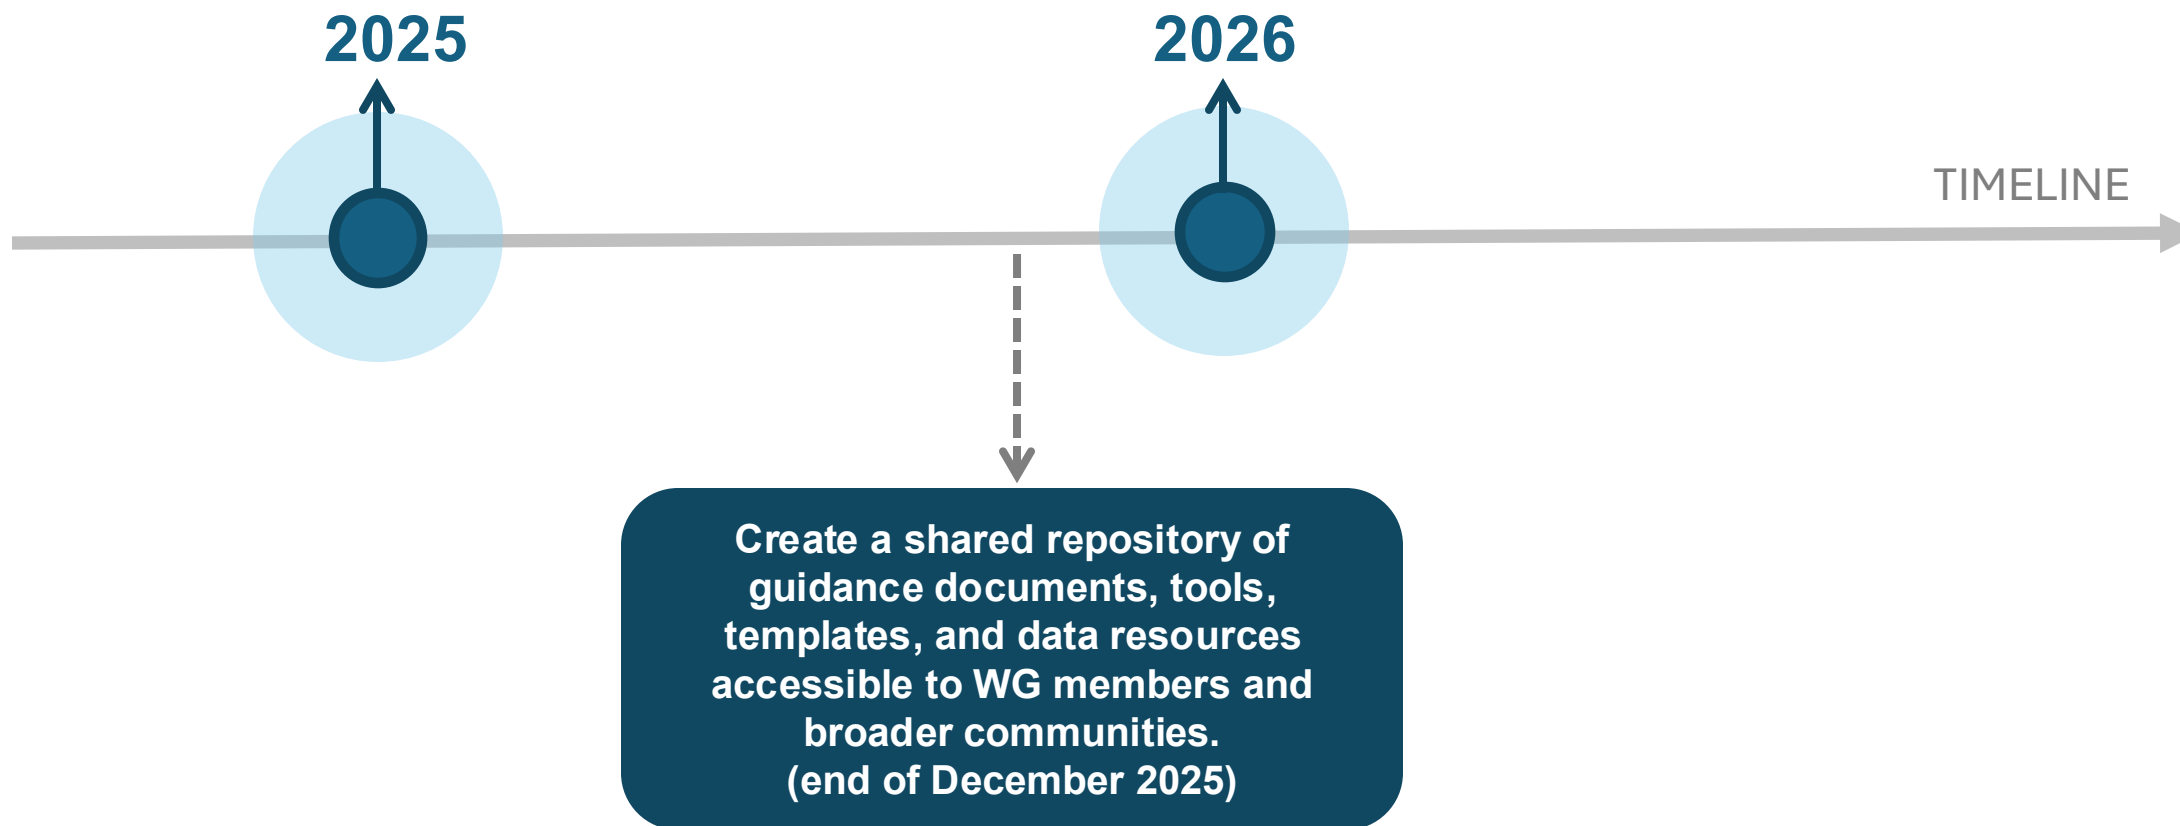 2025
2026
TIMELINE
Create a shared repository of
guidance documents, tools,
templates, and data resources
accessible to WG members and
broader communities.
(end of December 2025)